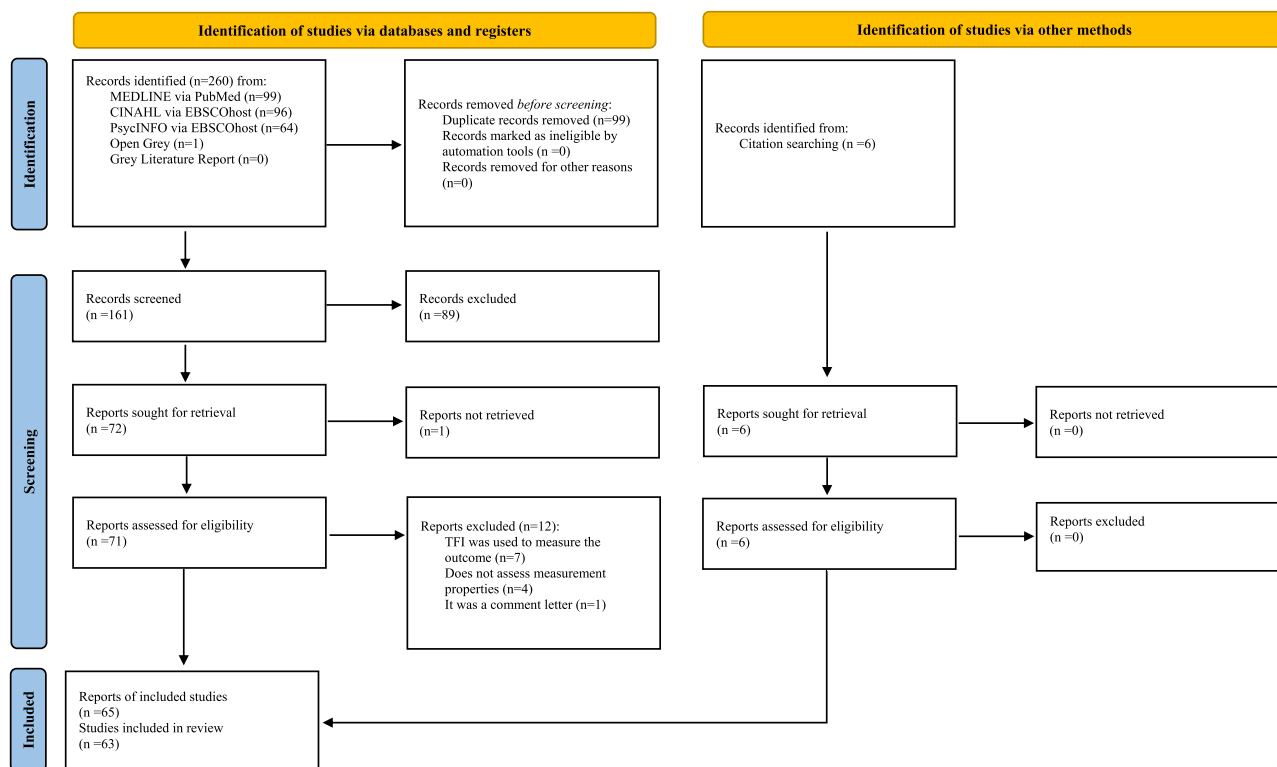 Identification of studies via databases and registers
Identification of studies via other methods
Identification
Records identified (n=260) from:
MEDLINE via PubMed (n=99)
CINAHL via EBSCOhost (n=96)
PsycINFO via EBSCOhost (n=64)
Open Grey (n=1)
Grey Literature Report (n=0)
Records removed before screening:
Duplicate records removed (n=99)
Records marked as ineligible by
automation tools (n =0)
Records removed for other reasons
(n=0)
Records identified from:
Citation searching (n =6)
Screening
Records screened
(n =161)
Records excluded
(n =89)
Reports sought for retrieval
(n =72)
Reports not retrieved
(n=1)
Reports sought for retrieval
(n =6)
Reports not retrieved
(n =0)
Reports assessed for eligibility
(n =71)
Reports excluded (n=12):
TFI was used to measure the
outcome (n=7)
Does not assess measurement
properties (n=4)
It was a comment letter (n=1)
Reports assessed for eligibility
(n =6)
Reports excluded
(n =0)
Included
Reports of included studies
(n =65)
Studies included in review
(n =63)